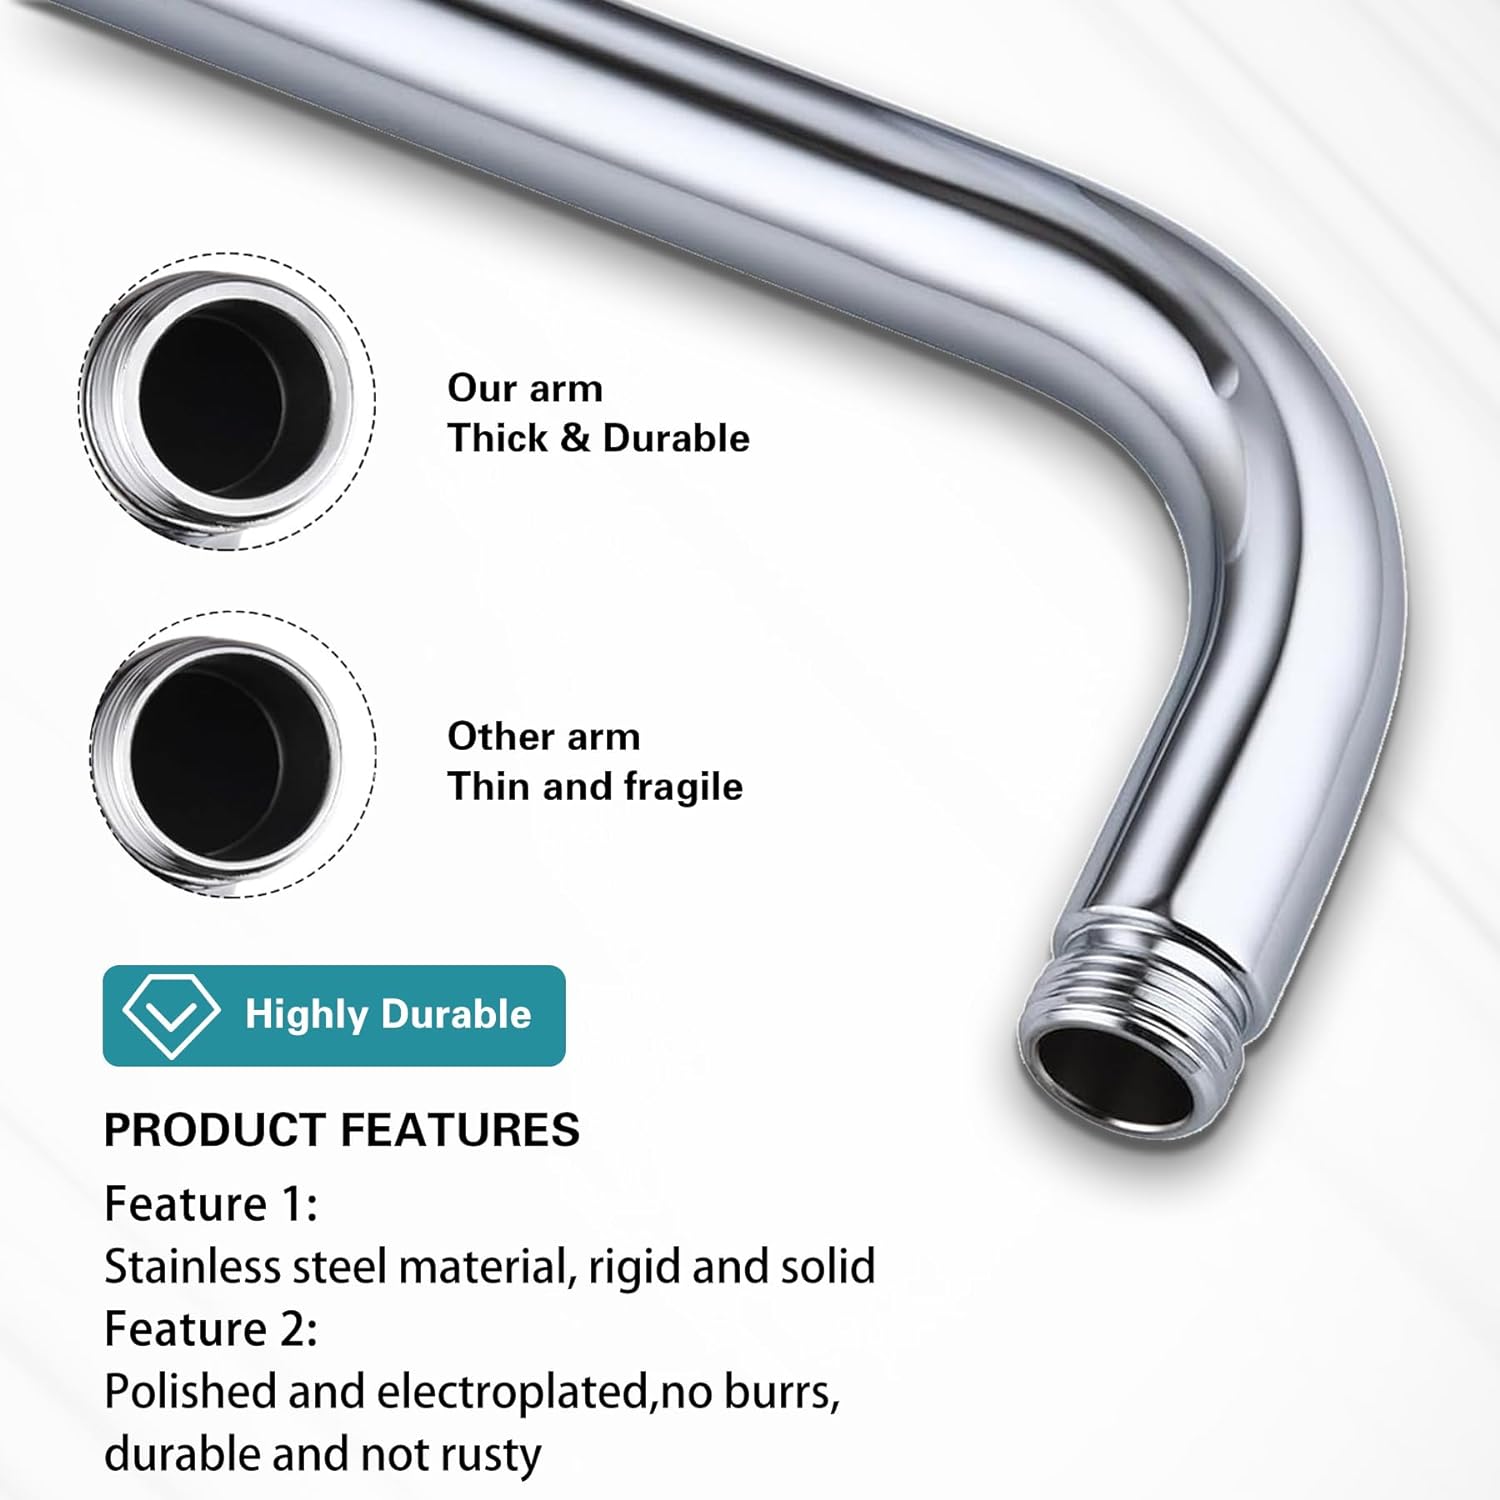 Our arm
Thick & Durable
Other arm
Thin and fragile
Highly Durable
PRODUCT FEATURES
Feature 1:
Stainless steel material, rigid and solid
Feature 2:
Polished and electroplated,no burrs,
durable and not rusty